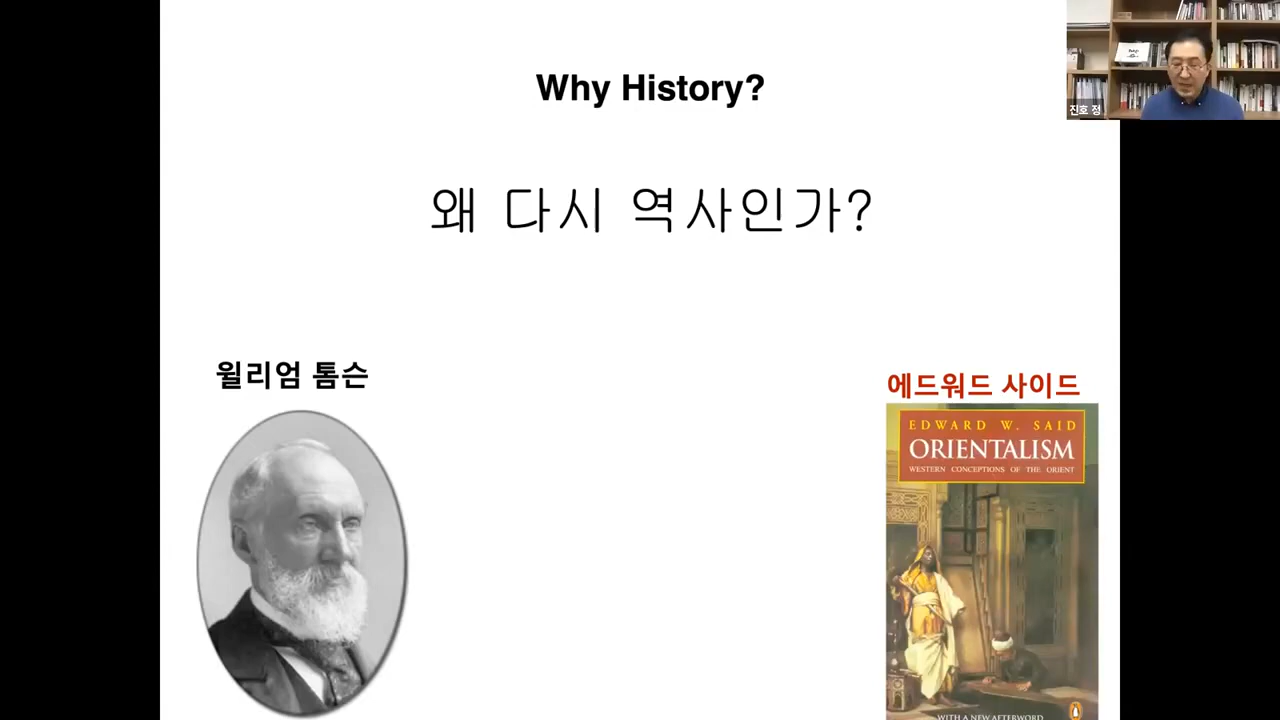 Why History?
진호 정
왜 다시 역사인가?
윌리엄 톰슨
에드워드 사이드
EDWARD W. SAID
ORIENTALISM
WESTERN CONCEPTIONS OF THE ORIENT
WITH A NEW AFTERWORD